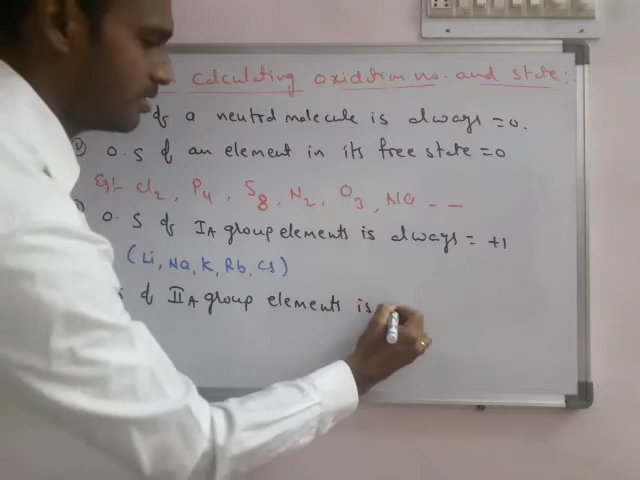 calculating oxidation no. and state:
of a neutral molecule is always =0.
O.S of an element in its free state =0
Eg:- Cl2, P4, S8, N2, O3, Na - -
O.S of IA group elements is always = +1
(Li, Na, K, Rb, Cs)
of IIA group elements is